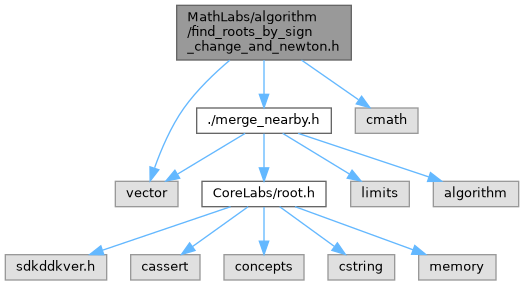 MathLabs/algorithm
/find_roots_by_sign
_change_and_newton.h
./merge_nearby.h
cmath
vector
CoreLabs/root.h
limits
algorithm
sdkddkver.h
cassert
concepts
cstring
memory